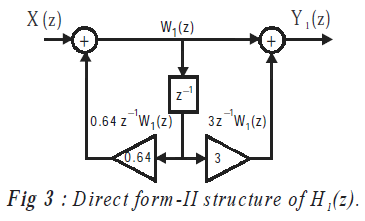 X (z)
W₁(z)
Y₁(z)
+
+
z⁻¹
0.64 z⁻¹W₁(z)
3z⁻¹W₁(z)
0.64
3
Fig 3 : Direct form-II structure of H₁(z).